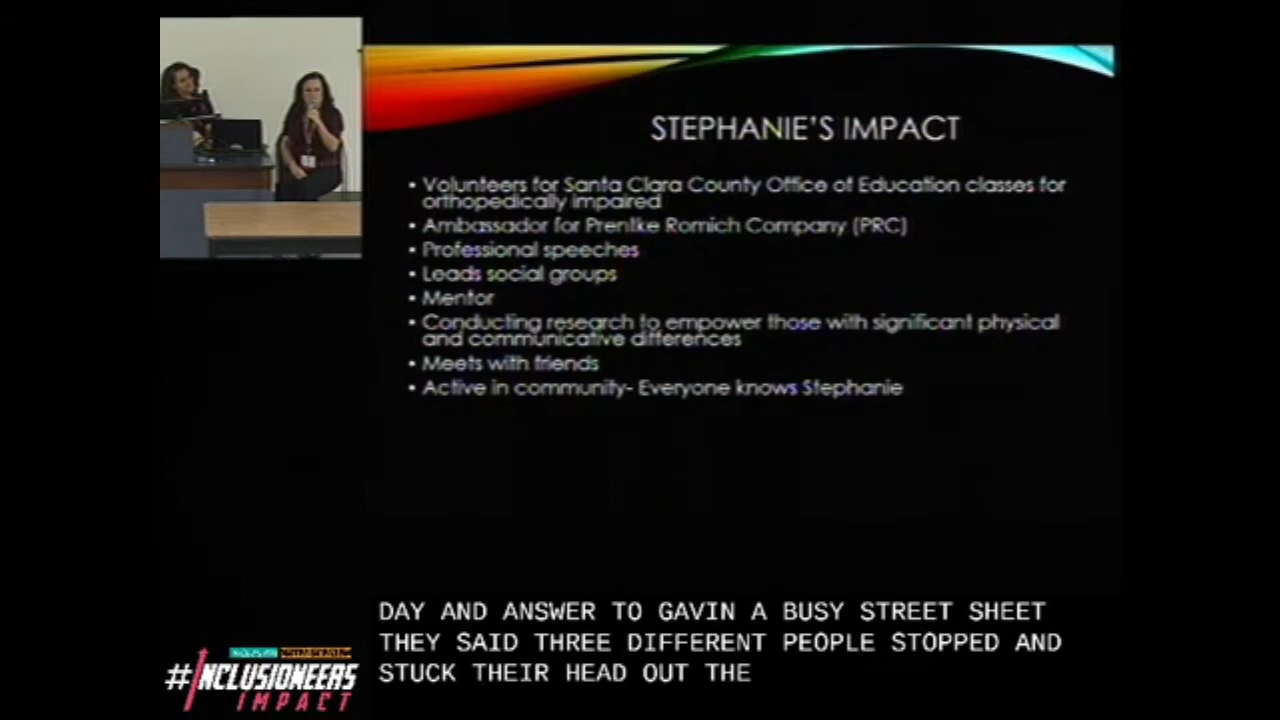 STEPHANIE'S IMPACT
• Volunteers for Santa Clara County Office of Education classes for
orthopedically impaired
• Ambassador for Prentke Romich Company (PRC)
• Professional speeches
• Leads social groups
• Mentor
• Conducting research to empower those with significant physical
and communicative differences
• Meets with friends
• Active in community- Everyone knows Stephanie
DAY AND ANSWER TO GAVIN A BUSY STREET SHEET
THEY SAID THREE DIFFERENT PEOPLE STOPPED AND
STUCK THEIR HEAD OUT THE
#INCLUSIONEERS
IMPACT